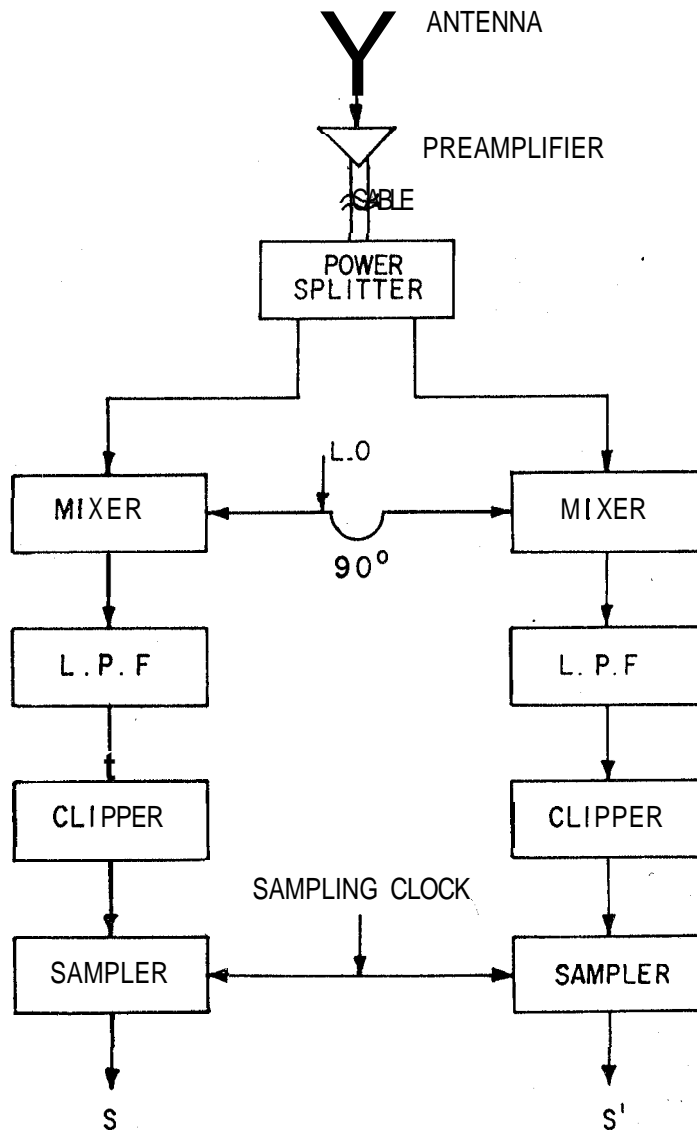 ANTENNA
PREAMPLIFIER
CABLE
POWER
SPLITTER
L.O
MIXER
MIXER
90°
L.P.F
L.P.F
t
CLIPPER
CLIPPER
SAMPLING CLOCK
SAMPLER
SAMPLER
S
S'